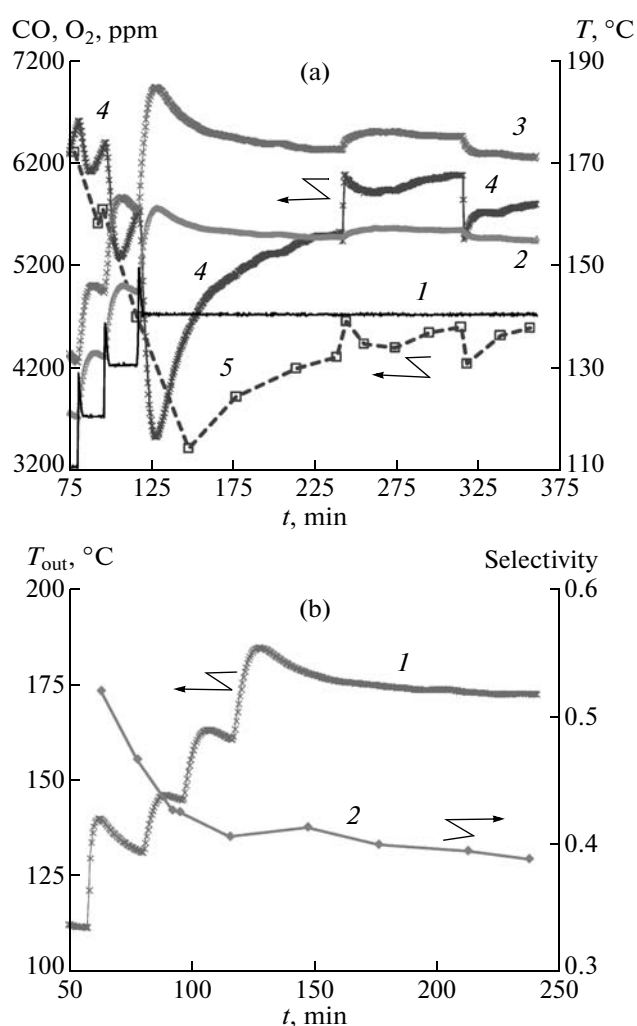 CO, O₂, ppm T, °C
7200 (a) 190
4 3
6200 170
4
5200 4 2 150
1
4200 5 130
3200 110
75 125 175 225 275 325 375
t, min
T_out, °C Selectivity
200 (b) 0.6
1
175 0.5
150
2 0.4
125
100 0.3
50 100 150 200 250
t, min